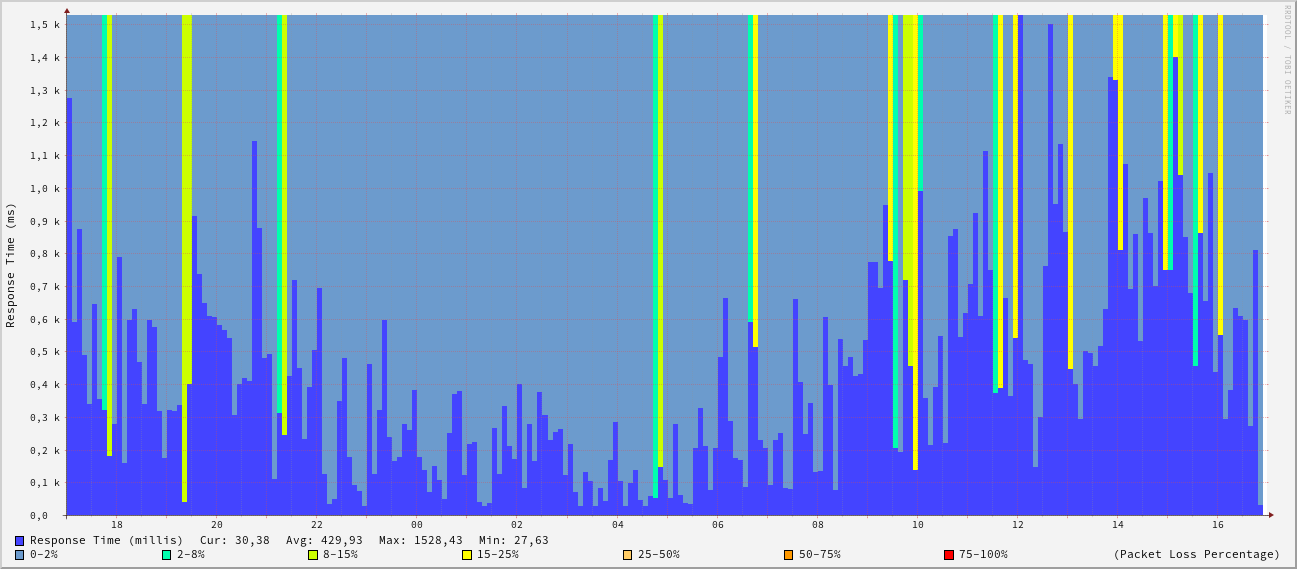 RRDTOOL / TOBI OETIKER
Response Time (ms)
1,5 k
1,4 k
1,3 k
1,2 k
1,1 k
1,0 k
0,9 k
0,8 k
0,7 k
0,6 k
0,5 k
0,4 k
0,3 k
0,2 k
0,1 k
0,0
18 20 22 00 02 04 06 08 10 12 14 16
Response Time (millis) Cur: 30,38 Avg: 429,93 Max: 1528,43 Min: 27,63
0-2% 2-8% 8-15% 15-25% 25-50% 50-75% 75-100% (Packet Loss Percentage)